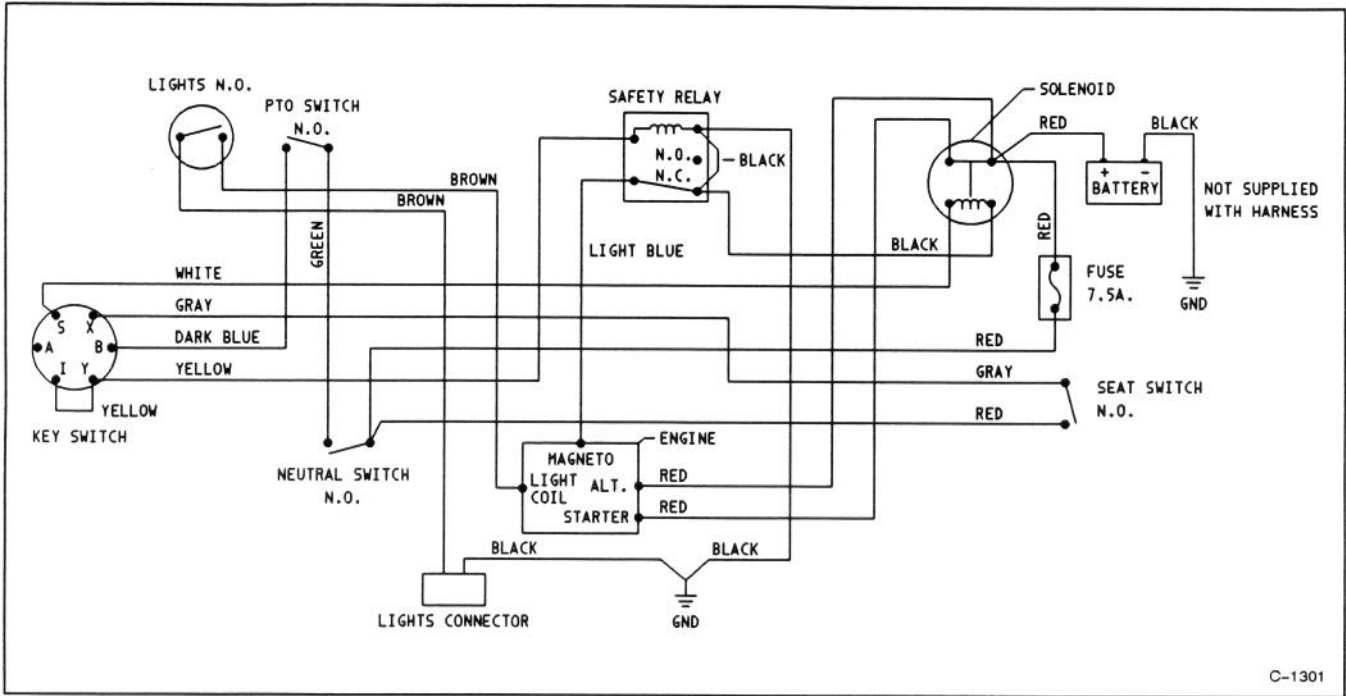 LIGHTS N.O.
PTO SWITCH
N.O.
SAFETY RELAY
N.O.
N.C.
BLACK
SOLENOID
RED
BLACK
+ -
BATTERY
NOT SUPPLIED
WITH HARNESS
GND
BROWN
BROWN
GREEN
LIGHT BLUE
BLACK
RED
FUSE
7.5A.
WHITE
GRAY
DARK BLUE
YELLOW
S X
A B
I Y
YELLOW
KEY SWITCH
RED
GRAY
RED
SEAT SWITCH
N.O.
NEUTRAL SWITCH
N.O.
ENGINE
MAGNETO
LIGHT
COIL
ALT.
STARTER
RED
RED
BLACK
BLACK
LIGHTS CONNECTOR
GND
C-1301